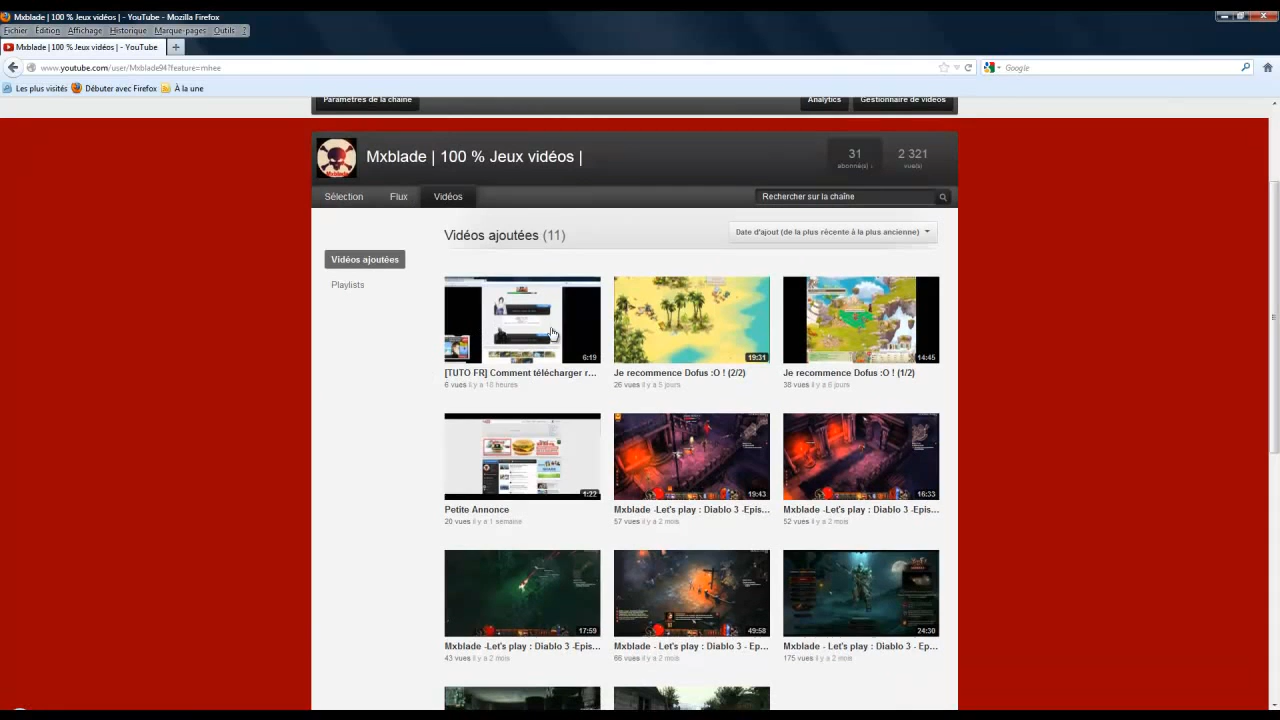 Mxblade | 100 % Jeux vidéos | - YouTube - Mozilla Firefox
Fichier Édition Affichage Historique Marque-pages Outils ?
Mxblade | 100 % Jeux vidéos | - YouTube
www.youtube.com/user/Mxblade94?feature=mhee
Google
Les plus visités Débuter avec Firefox À la une
Paramètres de la chaîne Analytics Gestionnaire de vidéos
Mxblade | 100 % Jeux vidéos |
31 2 321
abonné(s) vue(s)
Sélection Flux Vidéos Rechercher sur la chaîne
Vidéos ajoutées (11)
Date d'ajout (de la plus récente à la plus ancienne)
Vidéos ajoutées
Playlists
6:19 19:31 14:45
[TUTO FR] Comment télécharger r... Je recommence Dofus :O ! (2/2) Je recommence Dofus :O ! (1/2)
6 vues il y a 18 heures 26 vues il y a 5 jours 38 vues il y a 6 jours
1:22 19:43 16:33
Petite Annonce Mxblade -Let's play : Diablo 3 -Epis... Mxblade -Let's play : Diablo 3 -Epis...
20 vues il y a 1 semaine 57 vues il y a 2 mois 52 vues il y a 2 mois
17:59 49:58 24:30
Mxblade -Let's play : Diablo 3 -Epis... Mxblade - Let's play : Diablo 3 - Ep... Mxblade - Let's play : Diablo 3 - Ep...
43 vues il y a 2 mois 66 vues il y a 2 mois 175 vues il y a 2 mois